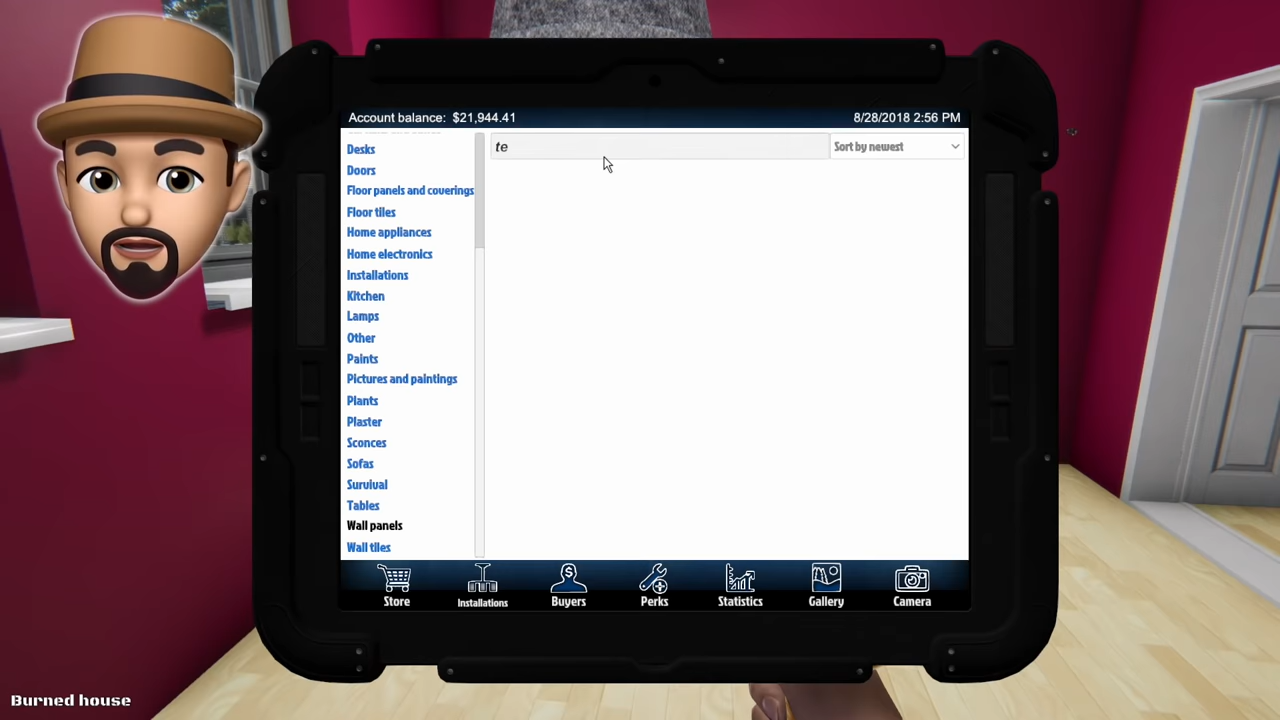 Account balance: $21,944.41
8/28/2018 2:56 PM
te
Sort by newest
Desks
Doors
Floor panels and coverings
Floor tiles
Home appliances
Home electronics
Installations
Kitchen
Lamps
Other
Paints
Pictures and paintings
Plants
Plaster
Sconces
Sofas
Survival
Tables
Wall panels
Wall tiles
Store
Installations
Buyers
Perks
Statistics
Gallery
Camera
Burned house